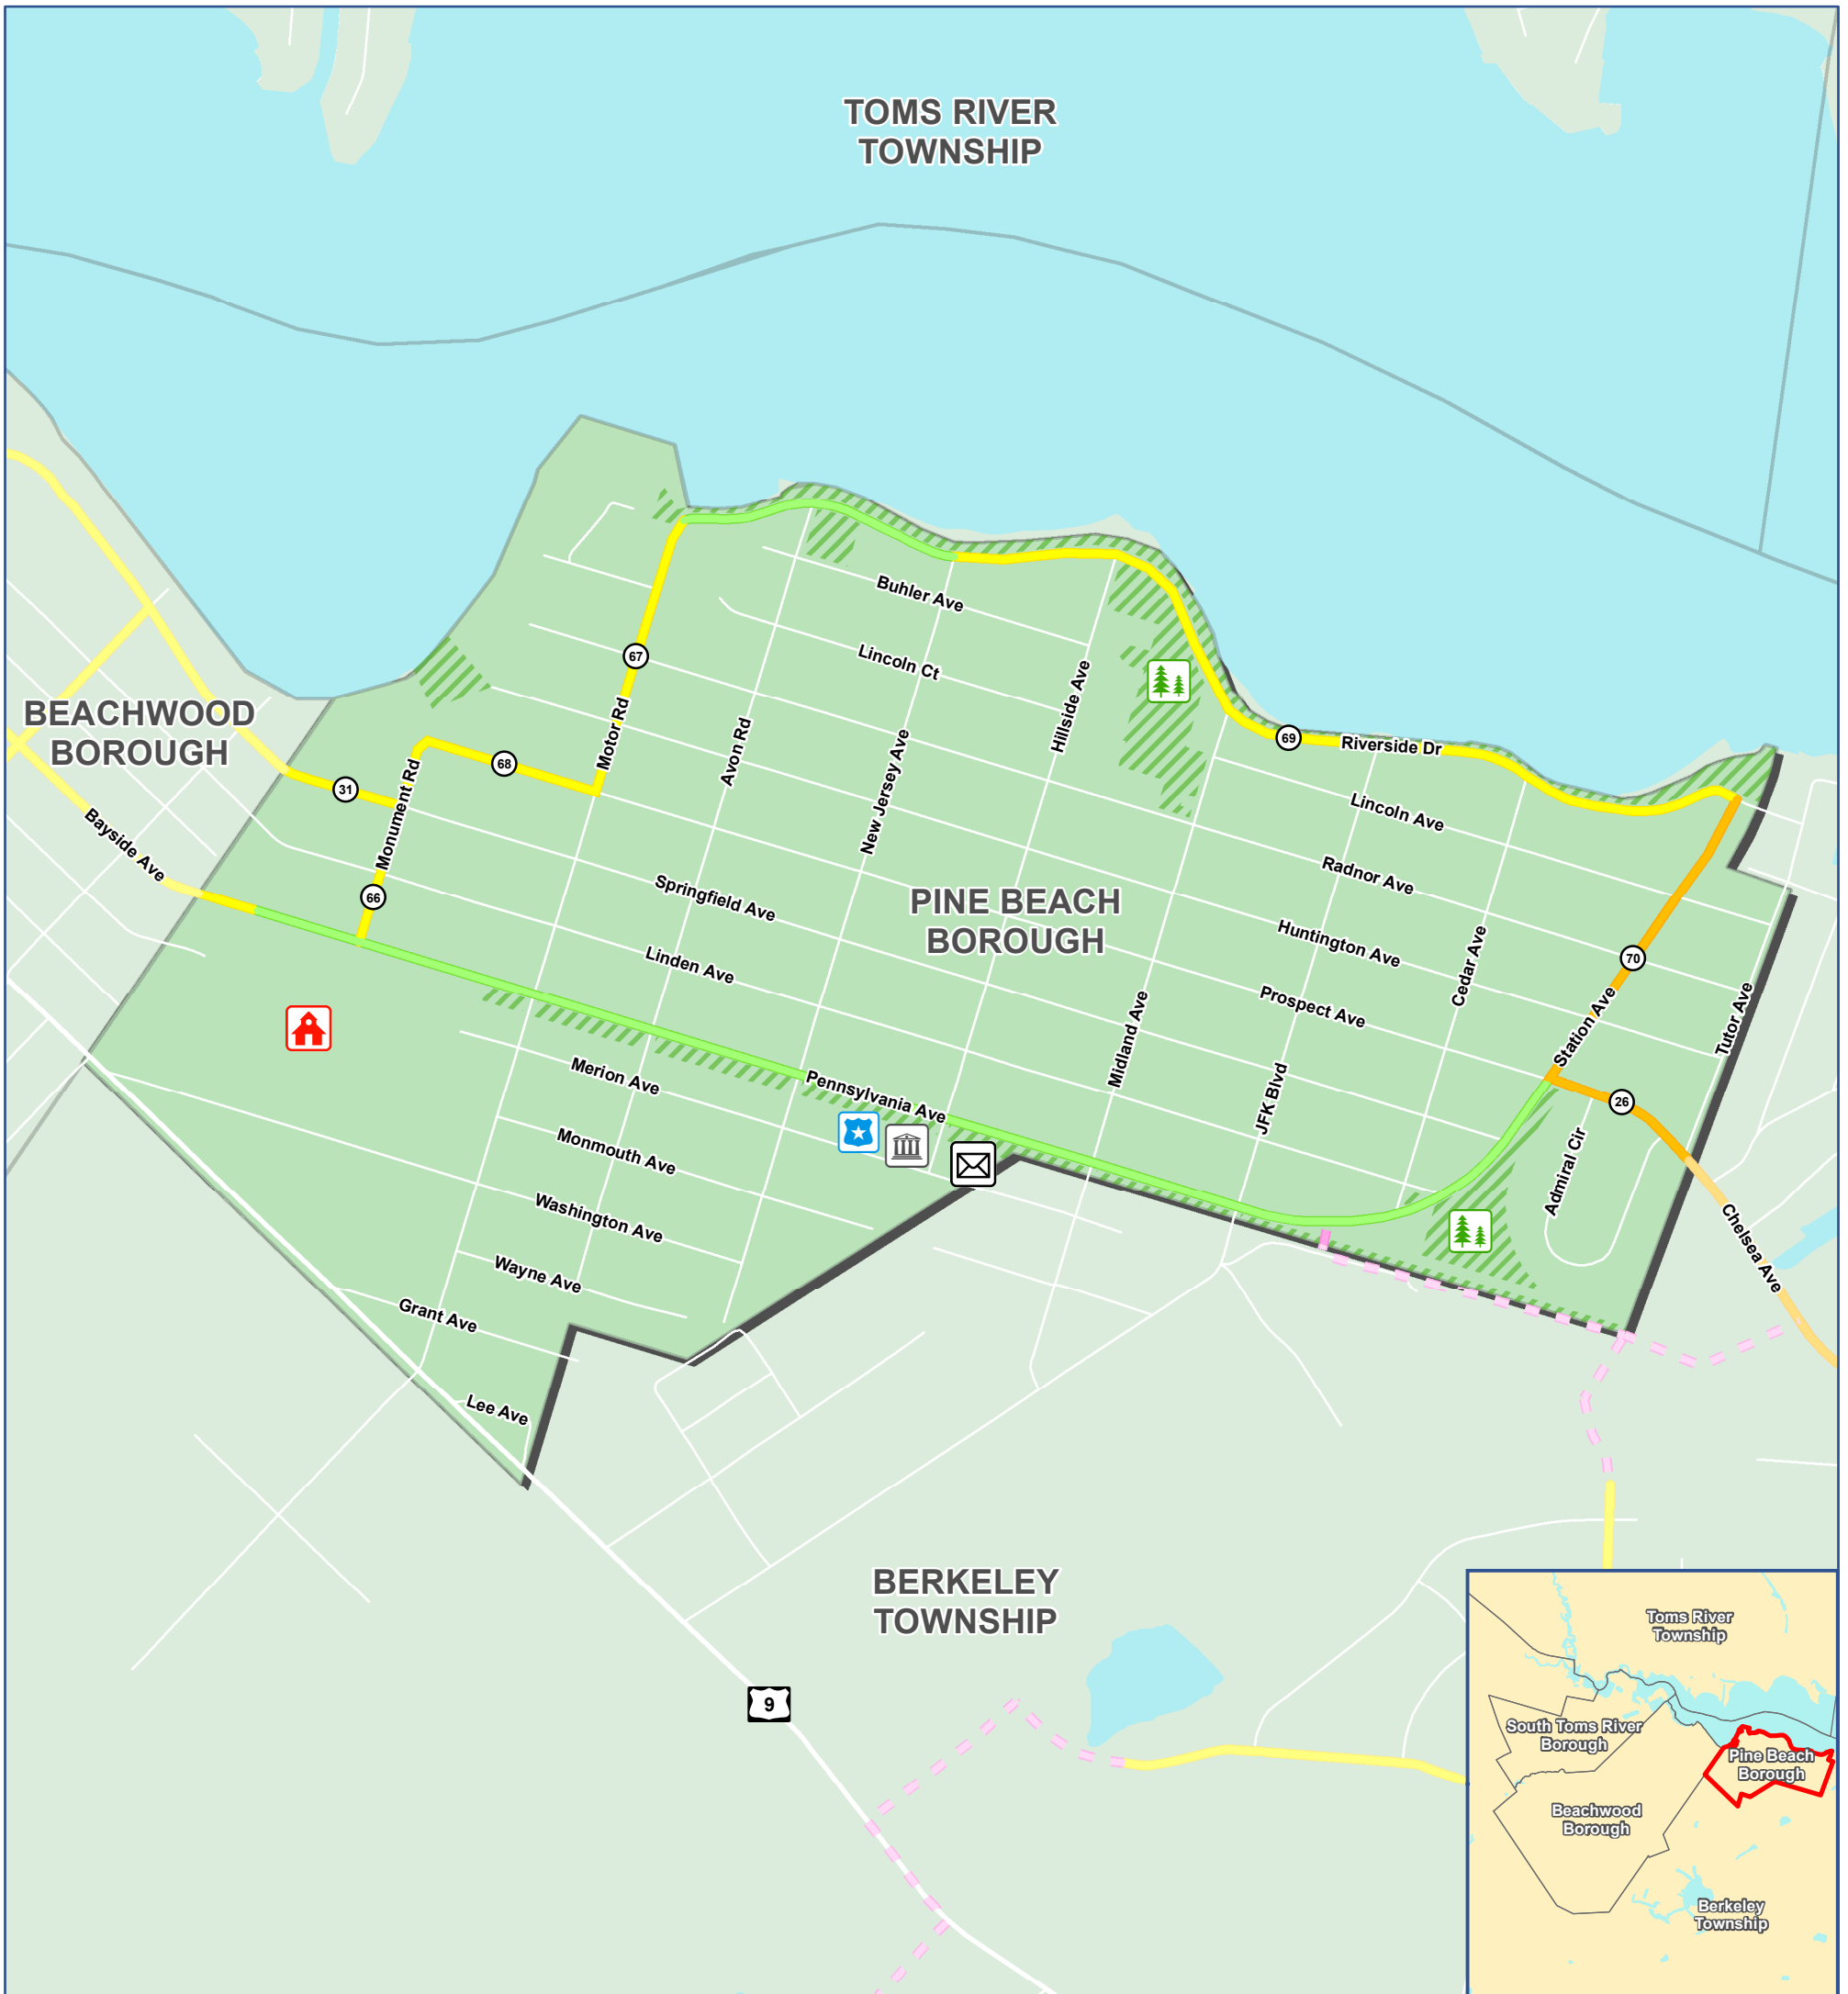 TOMS RIVER
TOWNSHIP
Buhler Ave
Lincoln Ct
67
Hillside Ave
BEACHWOOD
BOROUGH
Motor Rd
Avon Rd
New Jersey Ave
69
Riverside Dr
68
31
Monument Rd
Lincoln Ave
Bayside Ave
Radnor Ave
66
Springfield Ave
PINE BEACH
BOROUGH
Huntington Ave
Cedar Ave
70
Linden Ave
Prospect Ave
Station Ave
Tutor Ave
Midland Ave
Merion Ave
Pennsylvania Ave
JFK Blvd
26
Monmouth Ave
Admiral Cir
Washington Ave
Chelsea Ave
Wayne Ave
Grant Ave
Lee Ave
BERKELEY
TOWNSHIP
9
Toms River
Township
South Toms River
Borough
Pine Beach
Borough
Beachwood
Borough
Berkeley
Township